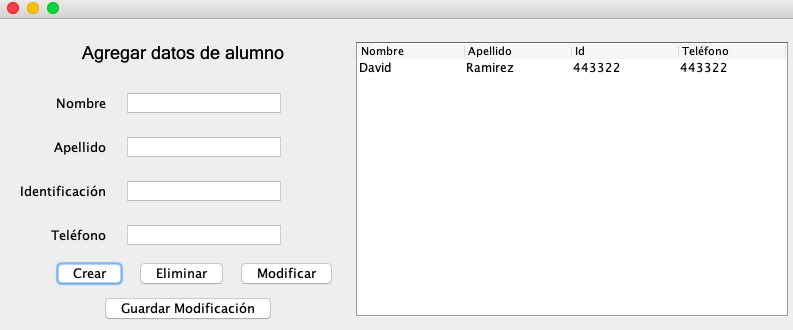 Agregar datos de alumno
Nombre
Apellido
Identificación
Teléfono
Crear Eliminar Modificar
Guardar Modificación
Nombre Apellido Id Teléfono
David Ramirez 443322 443322